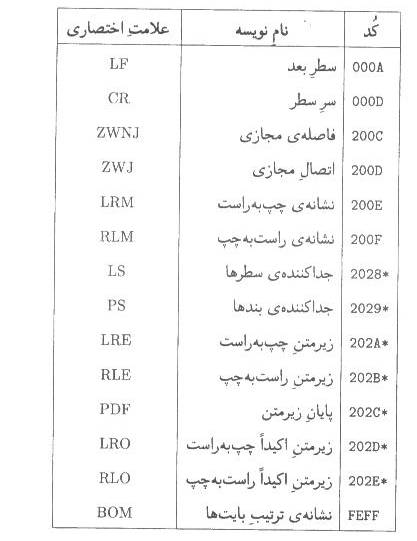 کُد نامِ نویسه علامتِ اختصاری
000A سطرِ بعد LF
000D سرِ سطر CR
200C فاصله‌ی مجازی ZWNJ
200D اتصالِ مجازی ZWJ
200E نشانه‌ی چپ‌به‌راست LRM
200F نشانه‌ی راست‌به‌چپ RLM
2028* جداکننده‌ی سطرها LS
2029* جداکننده‌ی بندها PS
202A* زیرمتنِ چپ‌به‌راست LRE
202B* زیرمتنِ راست‌به‌چپ RLE
202C* پایانِ زیرمتن PDF
202D* زیرمتنِ اکیداً چپ‌به‌راست LRO
202E* زیرمتنِ اکیداً راست‌به‌چپ RLO
FEFF نشانه‌ی ترتیبِ بایت‌ها BOM